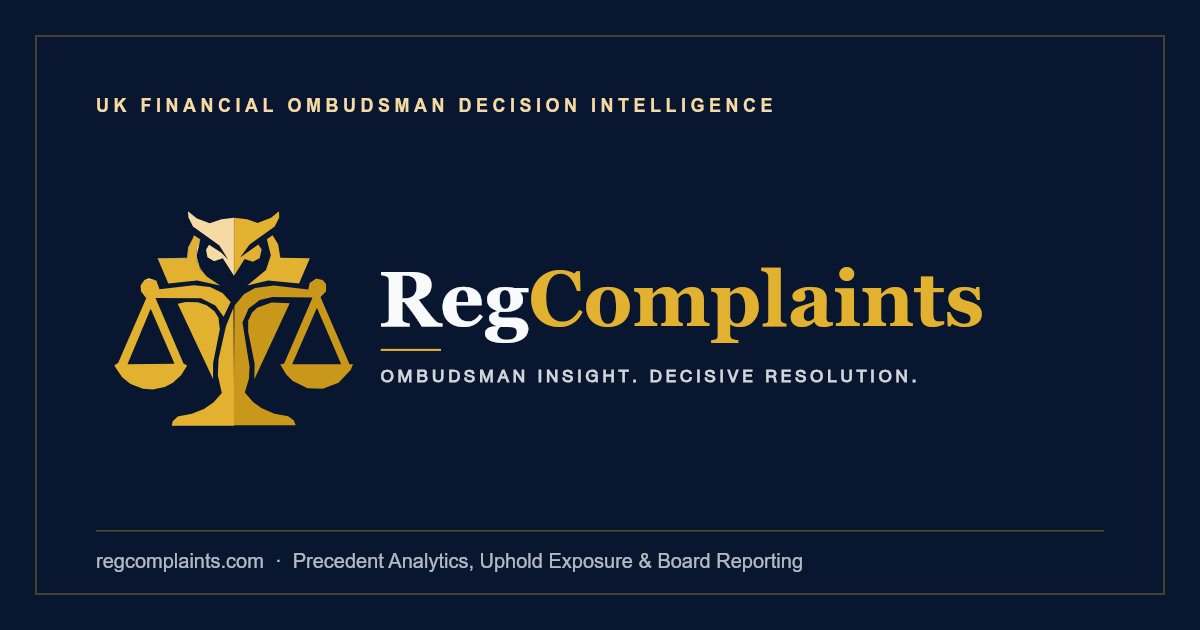 UK FINANCIAL OMBUDSMAN DECISION INTELLIGENCE
RegComplaints
OMBUDSMAN INSIGHT. DECISIVE RESOLUTION.
regcomplaints.com · Precedent Analytics, Uphold Exposure & Board Reporting